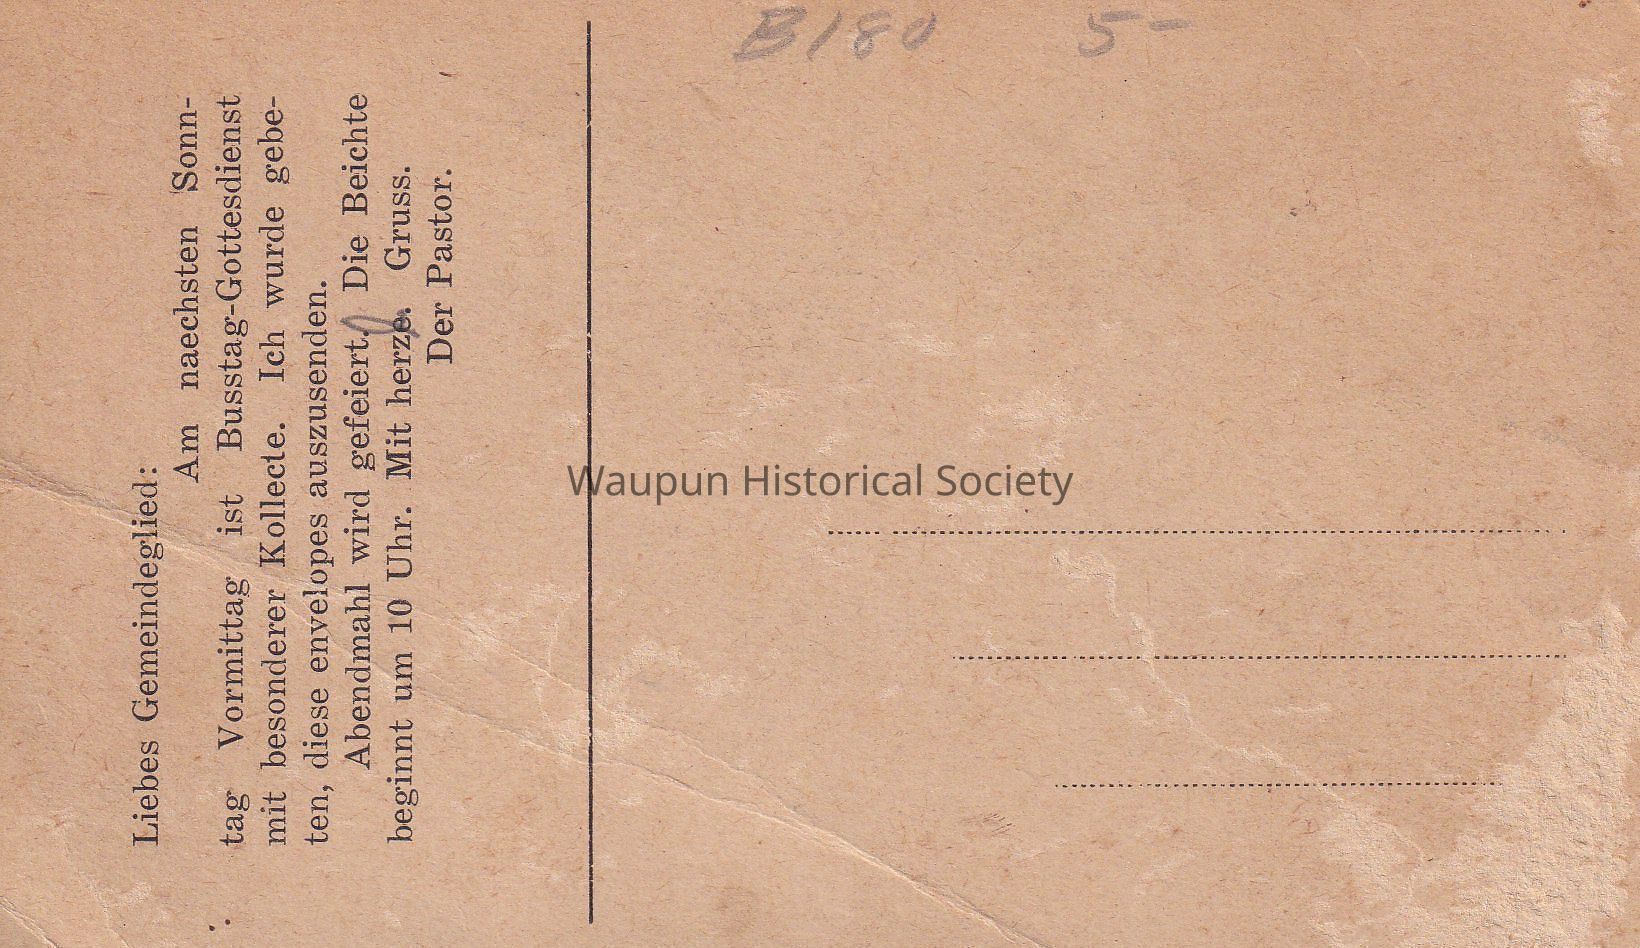 Liebes Gemeindeglied:
Am naechsten Sonn-
tag Vormittag ist Busstag-Gottesdienst
mit besonderer Kollecte. Ich wurde gebe-
ten, diese envelopes auszusenden.
Abendmahl wird gefeiert. Die Beichte
beginnt um 10 Uhr. Mit herze. Gruss.
Der Pastor.
B180 5-
Waupun Historical Society